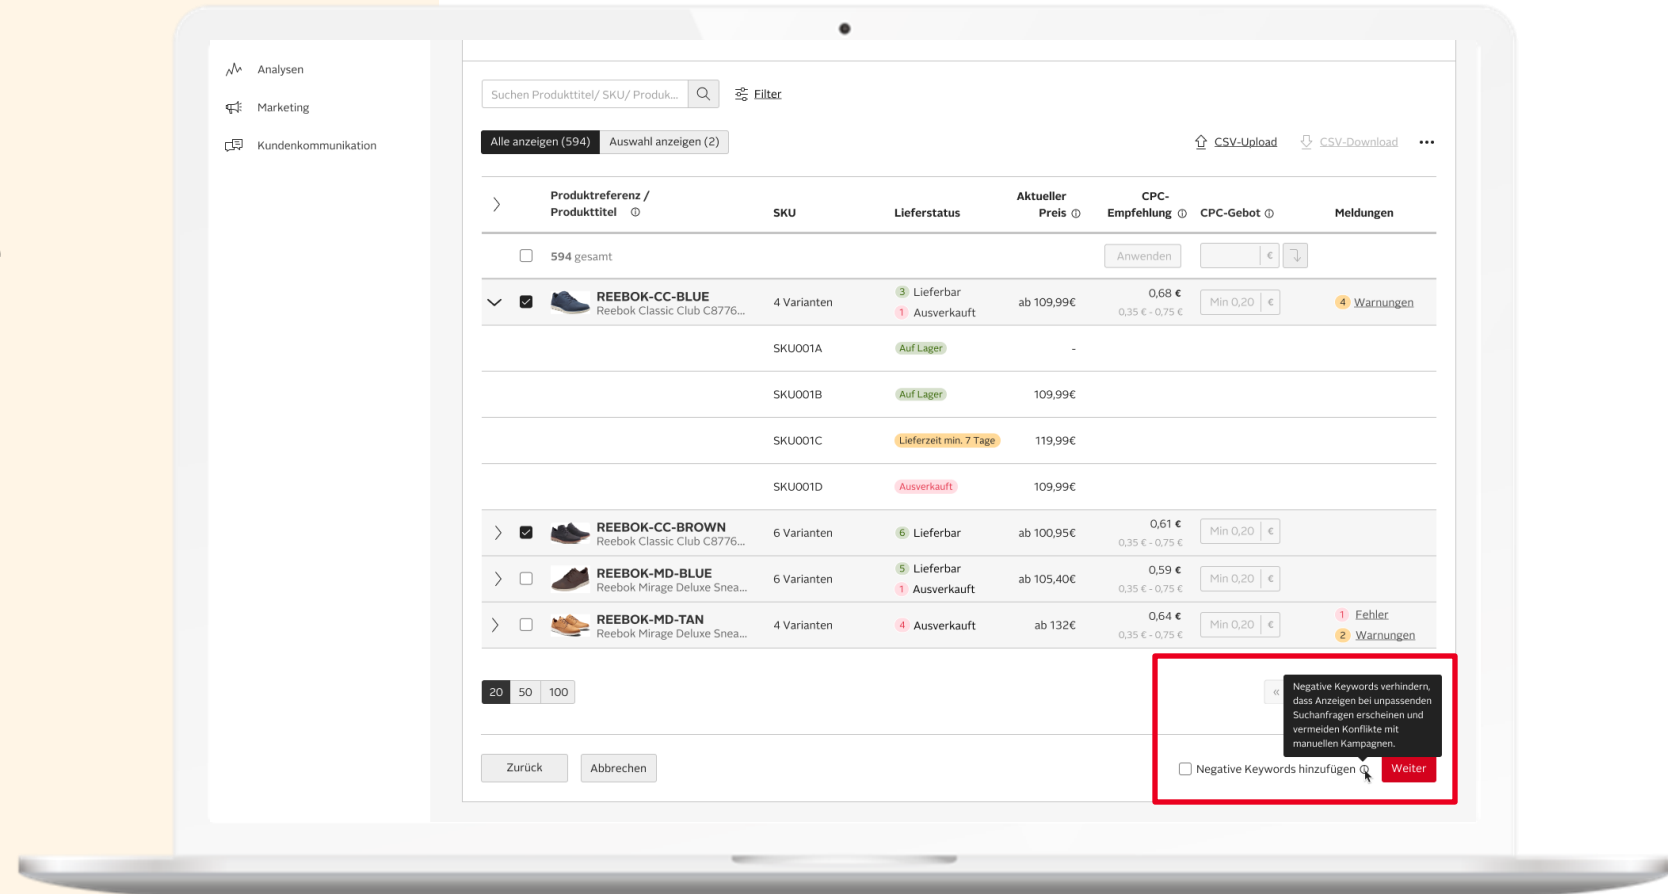 Analysen
Marketing
Kundenkommunikation
Suchen Produkttitel/ SKU/ Produk...
Filter
Alle anzeigen (594) Auswahl anzeigen (2)
CSV-Upload CSV-Download
Produktreferenz / Produkttitel
SKU
Lieferstatus
Aktueller Preis
CPC-Empfehlung
CPC-Gebot
Meldungen
594 gesamt
Anwenden
€
REEBOK-CC-BLUE
Reebok Classic Club C8776...
4 Varianten
3 Lieferbar
1 Ausverkauft
ab 109,99€
0,68 €
0,35 € - 0,75 €
Min 0,20 €
4 Warnungen
SKU001A Auf Lager -
SKU001B Auf Lager 109,99€
SKU001C Lieferzeit min. 7 Tage 119,99€
SKU001D Ausverkauft 109,99€
REEBOK-CC-BROWN
Reebok Classic Club C8776...
6 Varianten
6 Lieferbar
ab 100,95€
0,61 €
0,35 € - 0,75 €
Min 0,20 €
REEBOK-MD-BLUE
Reebok Mirage Deluxe Snea...
6 Varianten
5 Lieferbar
1 Ausverkauft
ab 105,40€
0,59 €
0,35 € - 0,75 €
Min 0,20 €
REEBOK-MD-TAN
Reebok Mirage Deluxe Snea...
4 Varianten
4 Ausverkauft
ab 132€
0,64 €
0,35 € - 0,75 €
Min 0,20 €
1 Fehler
2 Warnungen
20 50 100
«
Negative Keywords verhindern,
dass Anzeigen bei unpassenden
Suchanfragen erscheinen und
vermeiden Konflikte mit
manuellen Kampagnen.
Zurück Abbrechen
Negative Keywords hinzufügen
Weiter